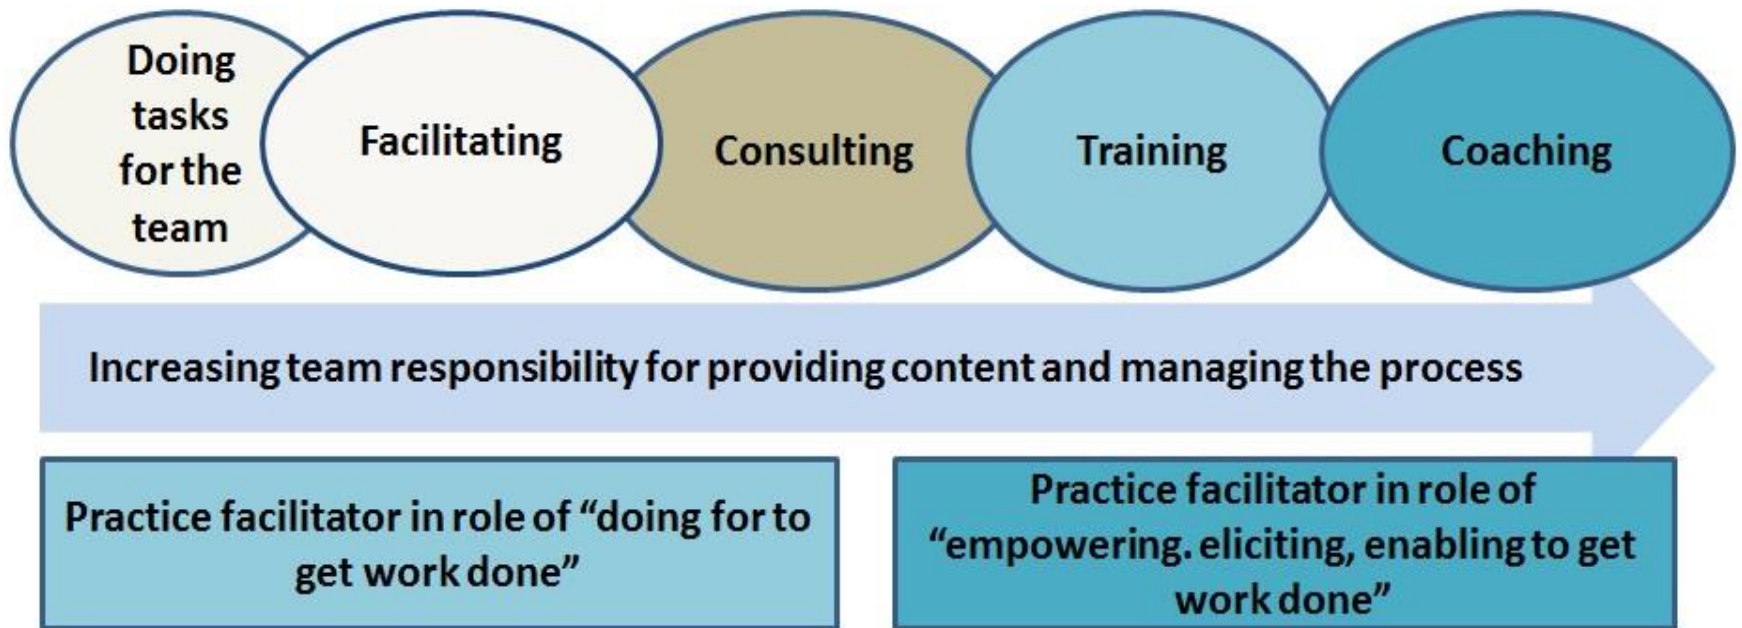 Doing
tasks
for the
team
Facilitating
Consulting
Training
Coaching
Increasing team responsibility for providing content and managing the process
Practice facilitator in role of “doing for to
get work done”
Practice facilitator in role of
“empowering. eliciting, enabling to get
work done”